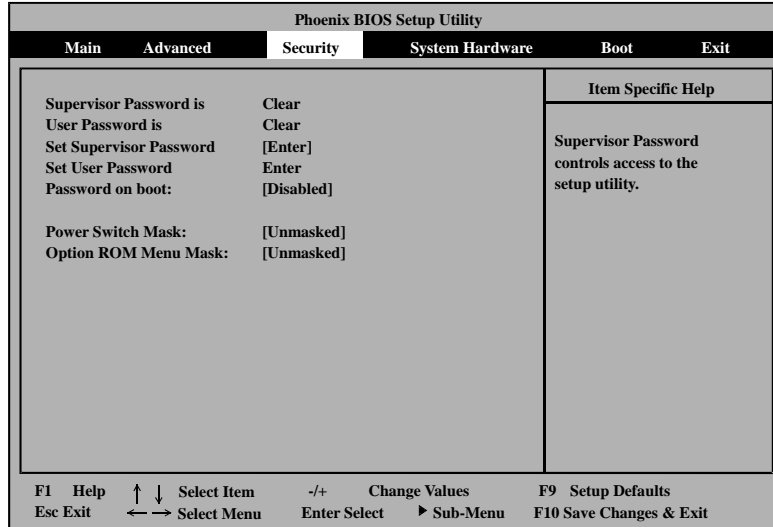 Phoenix BIOS Setup Utility
Main Advanced Security System Hardware Boot Exit
Supervisor Password is Clear
User Password is Clear
Set Supervisor Password [Enter]
Set User Password Enter
Password on boot: [Disabled]
Power Switch Mask: [Unmasked]
Option ROM Menu Mask: [Unmasked]
Item Specific Help
Supervisor Password
controls access to the
setup utility.
F1 Help ↑ ↓ Select Item -/+ Change Values F9 Setup Defaults
Esc Exit ← → Select Menu Enter Select ▶ Sub-Menu F10 Save Changes & Exit